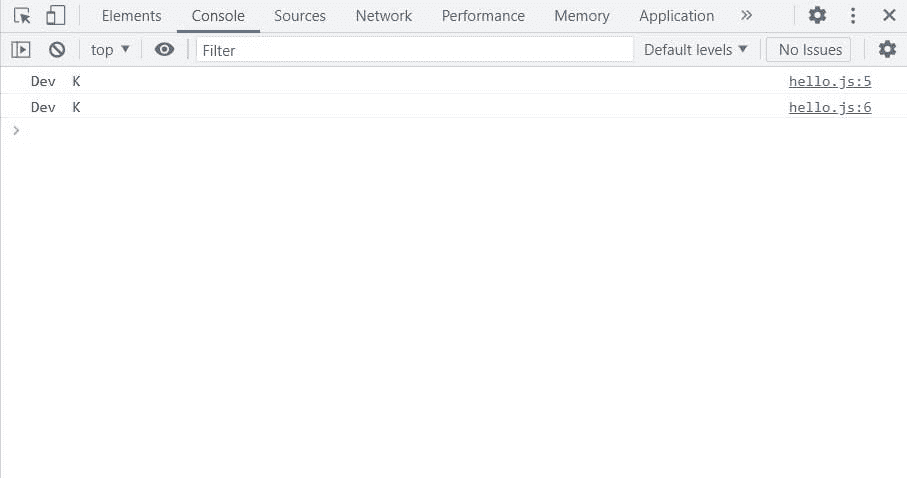 Elements Console Sources Network Performance Memory Application »
top ▼ Filter Default levels ▼ No Issues
Dev  K hello.js:5
Dev  K hello.js:6
>